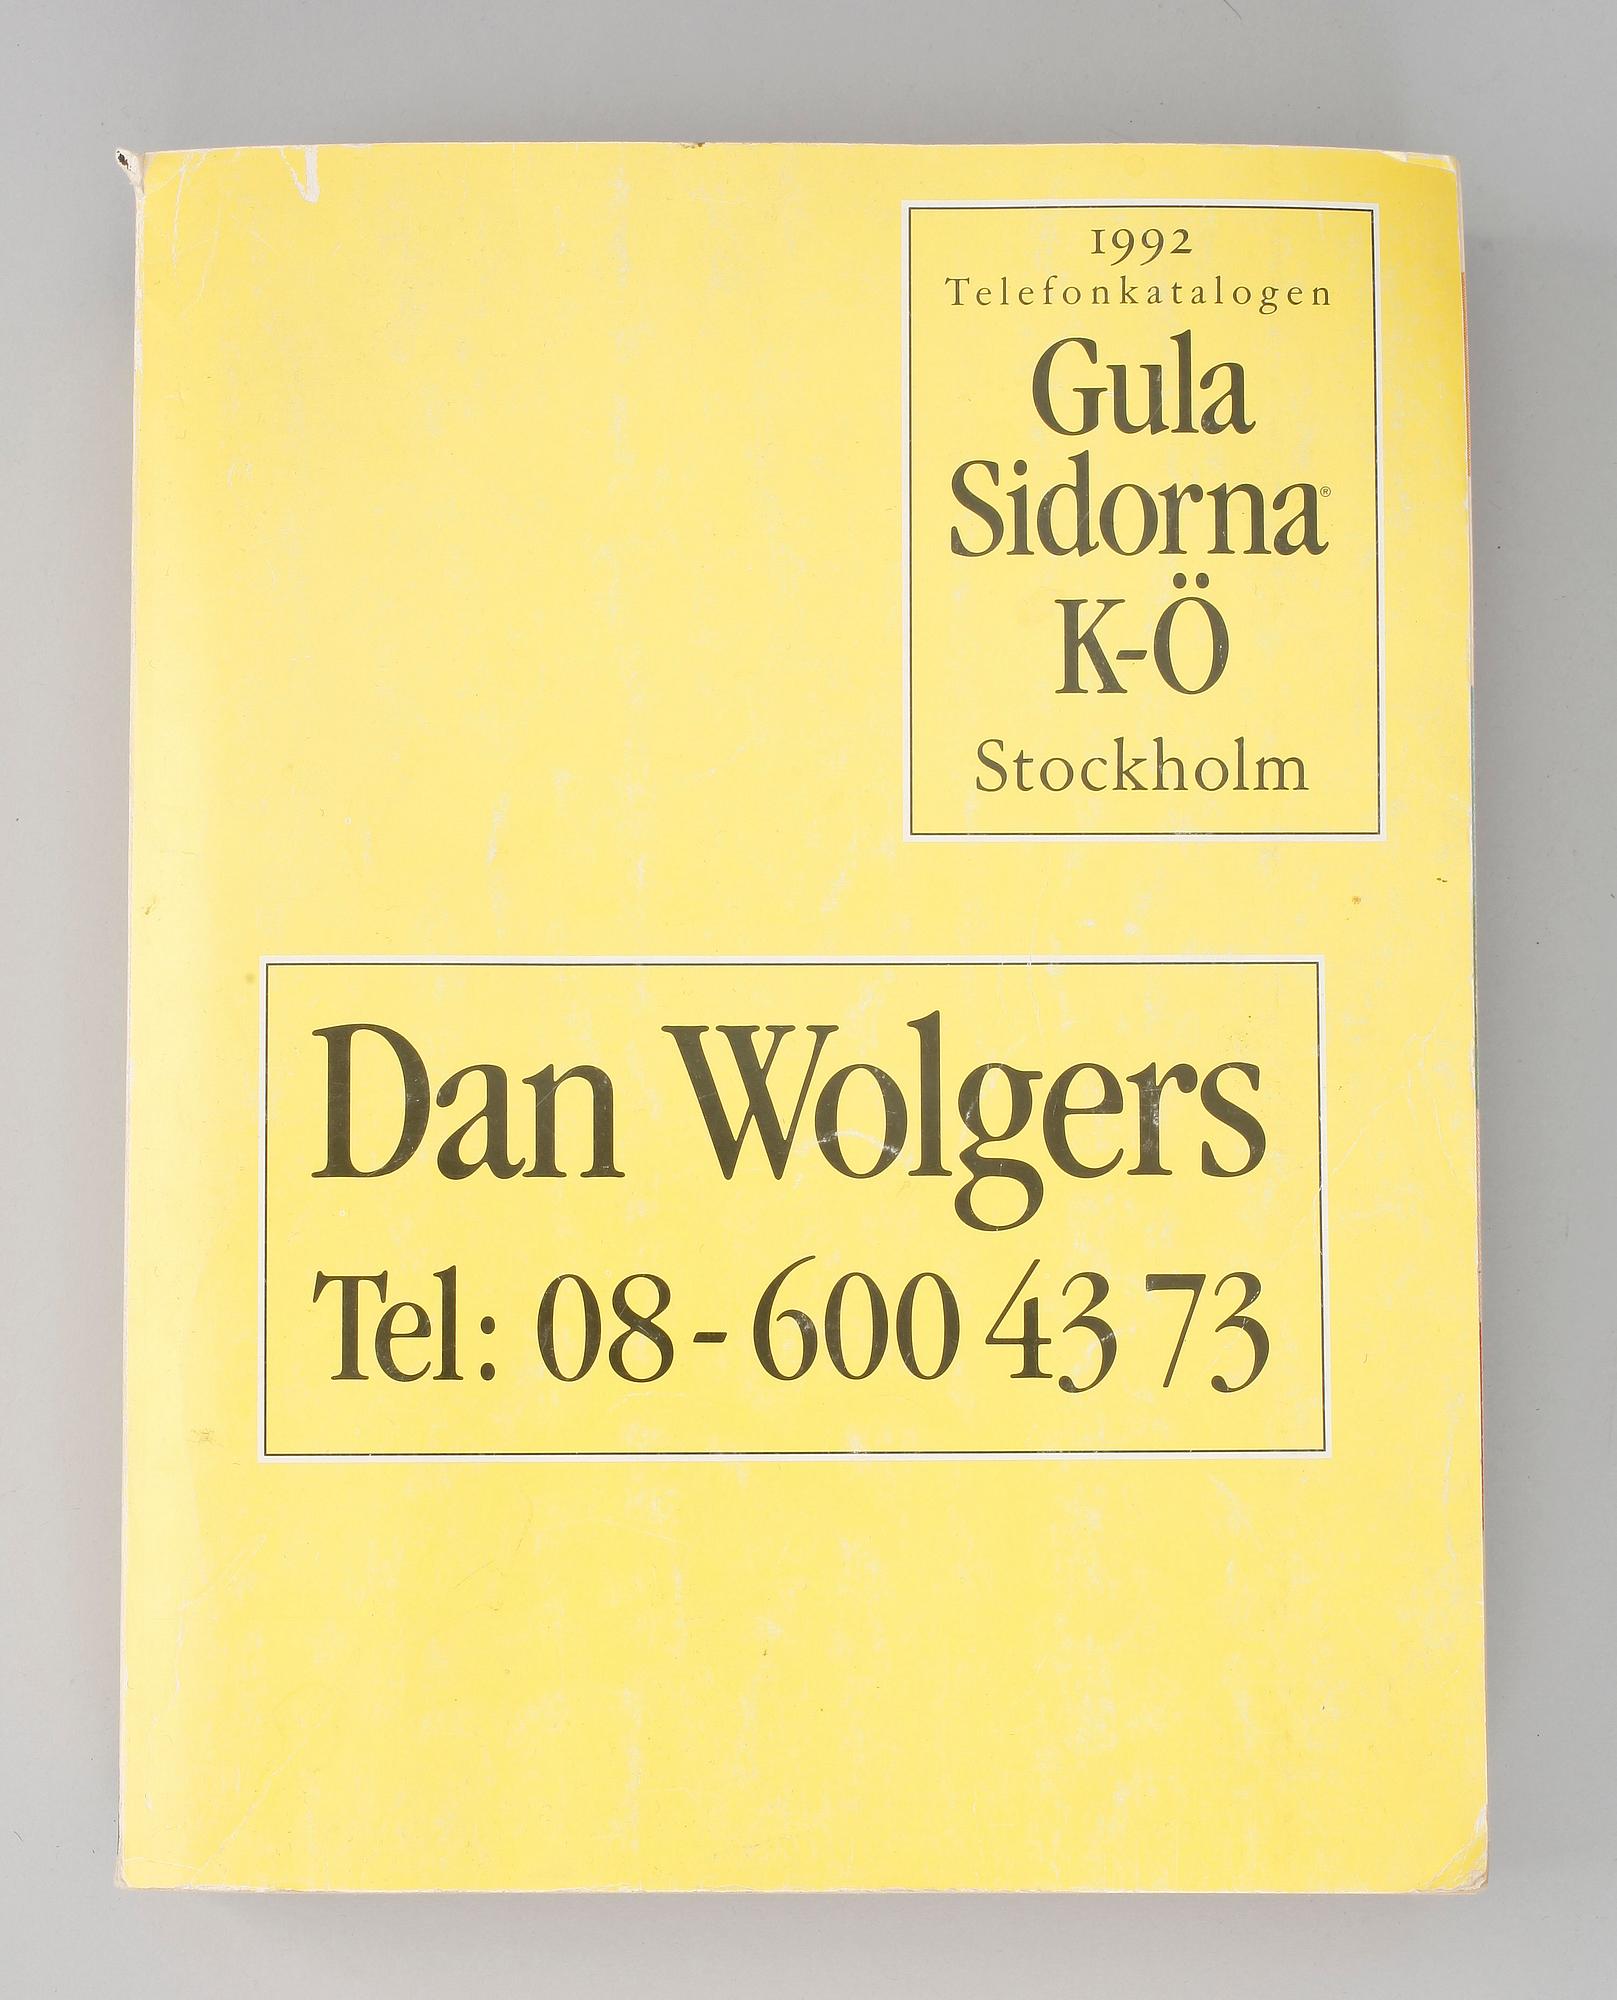 1992
Telefonkatalogen
Gula
Sidorna®
K-Ö
Stockholm
Dan Wolgers
Tel: 08-600 43 73